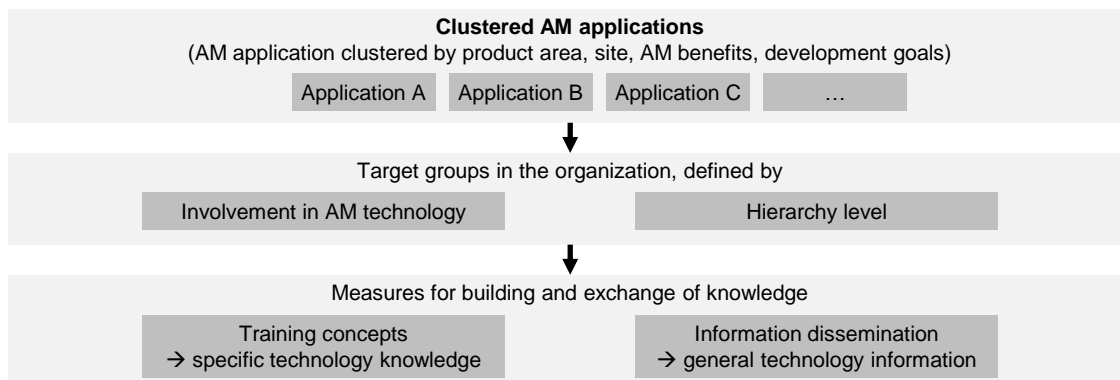 Clustered AM applications
(AM application clustered by product area, site, AM benefits, development goals)
Application A
Application B
Application C
…
Target groups in the organization, defined by
Involvement in AM technology
Hierarchy level
Measures for building and exchange of knowledge
Training concepts
→ specific technology knowledge
Information dissemination
→ general technology information